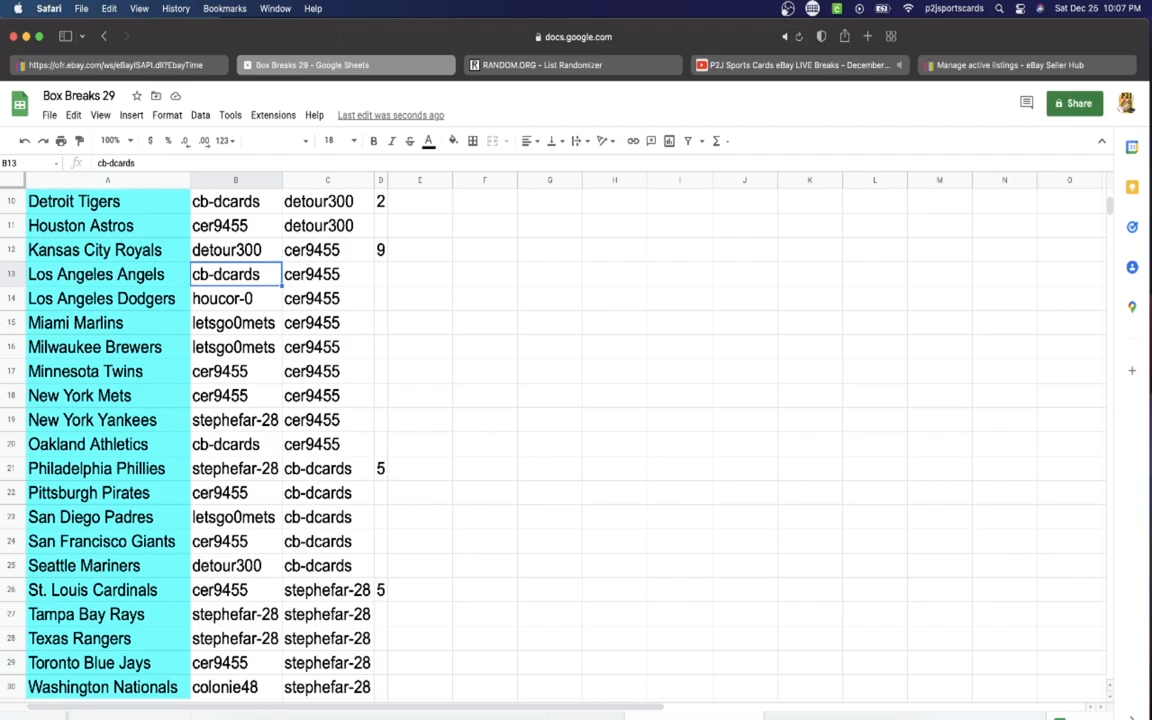 Safari File Edit View History Bookmarks Window Help p2jsportscards Sat Dec 25 10:07 PM
docs.google.com
https://ofr.ebay.com/ws/eBayISAPI.dll?EbayTime Box Breaks 29 - Google Sheets RANDOM.ORG - List Randomizer P2J Sports Cards eBay LIVE Breaks - December... Manage active listings - eBay Seller Hub
Box Breaks 29
File Edit View Insert Format Data Tools Extensions Help Last edit was seconds ago
Share
100% $ % .0 .00 123 18 B I S A
B13 fx cb-dcards
A B C D E F G H I J K L M N O
10 Detroit Tigers cb-dcards detour300 2
11 Houston Astros cer9455 detour300
12 Kansas City Royals detour300 cer9455 9
13 Los Angeles Angels cb-dcards cer9455
14 Los Angeles Dodgers houcor-0 cer9455
15 Miami Marlins letsgo0mets cer9455
16 Milwaukee Brewers letsgo0mets cer9455
17 Minnesota Twins cer9455 cer9455
18 New York Mets cer9455 cer9455
19 New York Yankees stephefar-28 cer9455
20 Oakland Athletics cb-dcards cer9455
21 Philadelphia Phillies stephefar-28 cb-dcards 5
22 Pittsburgh Pirates cer9455 cb-dcards
23 San Diego Padres letsgo0mets cb-dcards
24 San Francisco Giants cer9455 cb-dcards
25 Seattle Mariners detour300 cb-dcards
26 St. Louis Cardinals cer9455 stephefar-28 5
27 Tampa Bay Rays stephefar-28 stephefar-28
28 Texas Rangers stephefar-28 stephefar-28
29 Toronto Blue Jays cer9455 stephefar-28
30 Washington Nationals colonie48 stephefar-28